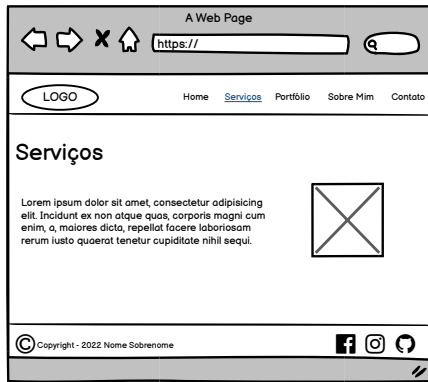 A Web Page
https://
LOGO
Home Serviços Portfólio Sobre Mim Contato
Serviços
Lorem ipsum dolor sit amet, consectetur adipisicing
elit. Incidunt ex non atque quas, corporis magni cum
enim, a, maiores dicta, repellat facere laboriosam
rerum iusto quaerat tenetur cupiditate nihil sequi.
© Copyright - 2022 Nome Sobrenome